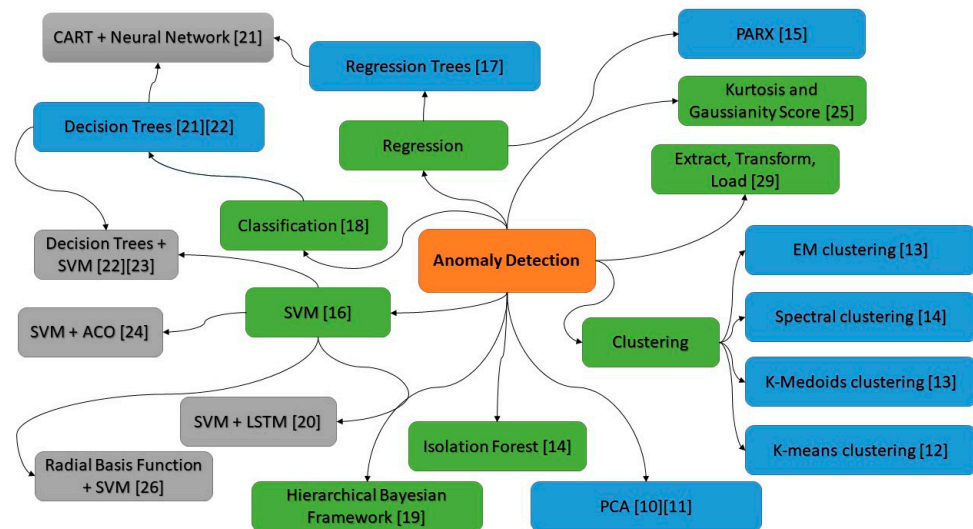 CART + Neural Network [21]
PARX [15]
Regression Trees [17]
Kurtosis and
Gaussianity Score [25]
Decision Trees [21][22]
Regression
Extract, Transform,
Load [29]
Classification [18]
Decision Trees +
SVM [22][23]
Anomaly Detection
EM clustering [13]
SVM [16]
Spectral clustering [14]
SVM + ACO [24]
Clustering
K-Medoids clustering [13]
SVM + LSTM [20]
Isolation Forest [14]
K-means clustering [12]
Radial Basis Function
+ SVM [26]
Hierarchical Bayesian
Framework [19]
PCA [10][11]